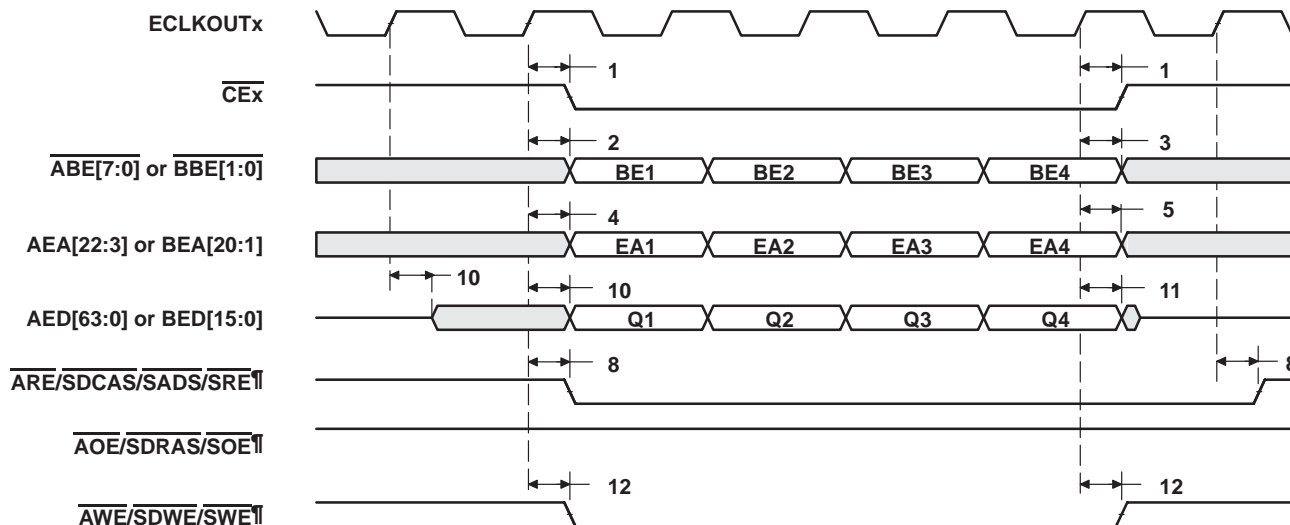 ECLKOUTx
1 1
CEx
2 3
ABE[7:0] or BBE[1:0] BE1 BE2 BE3 BE4
4 5
AEA[22:3] or BEA[20:1] EA1 EA2 EA3 EA4
10
10 11
AED[63:0] or BED[15:0] Q1 Q2 Q3 Q4
8 8
ARE/SDCAS/SADS/SRE¶
AOE/SDRAS/SOE¶
12 12
AWE/SDWE/SWE¶